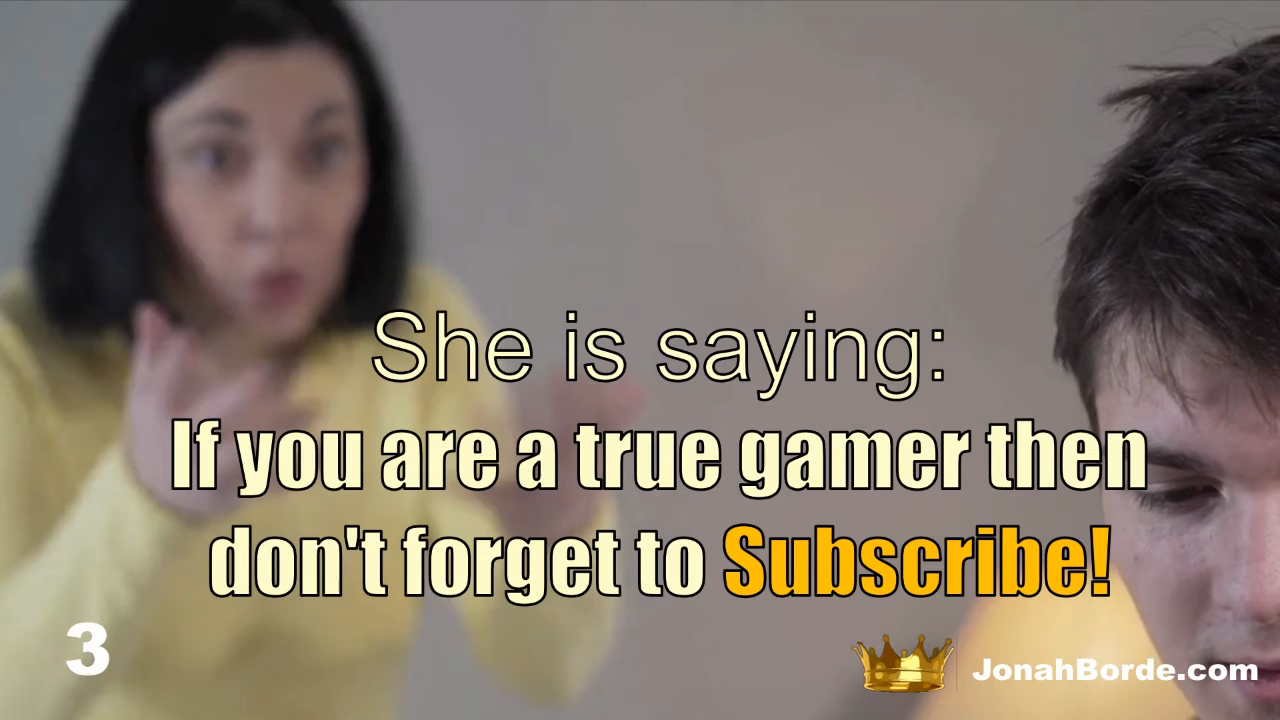 She is saying:
If you are a true gamer then
don't forget to Subscribe!
3
JonahBorde.com